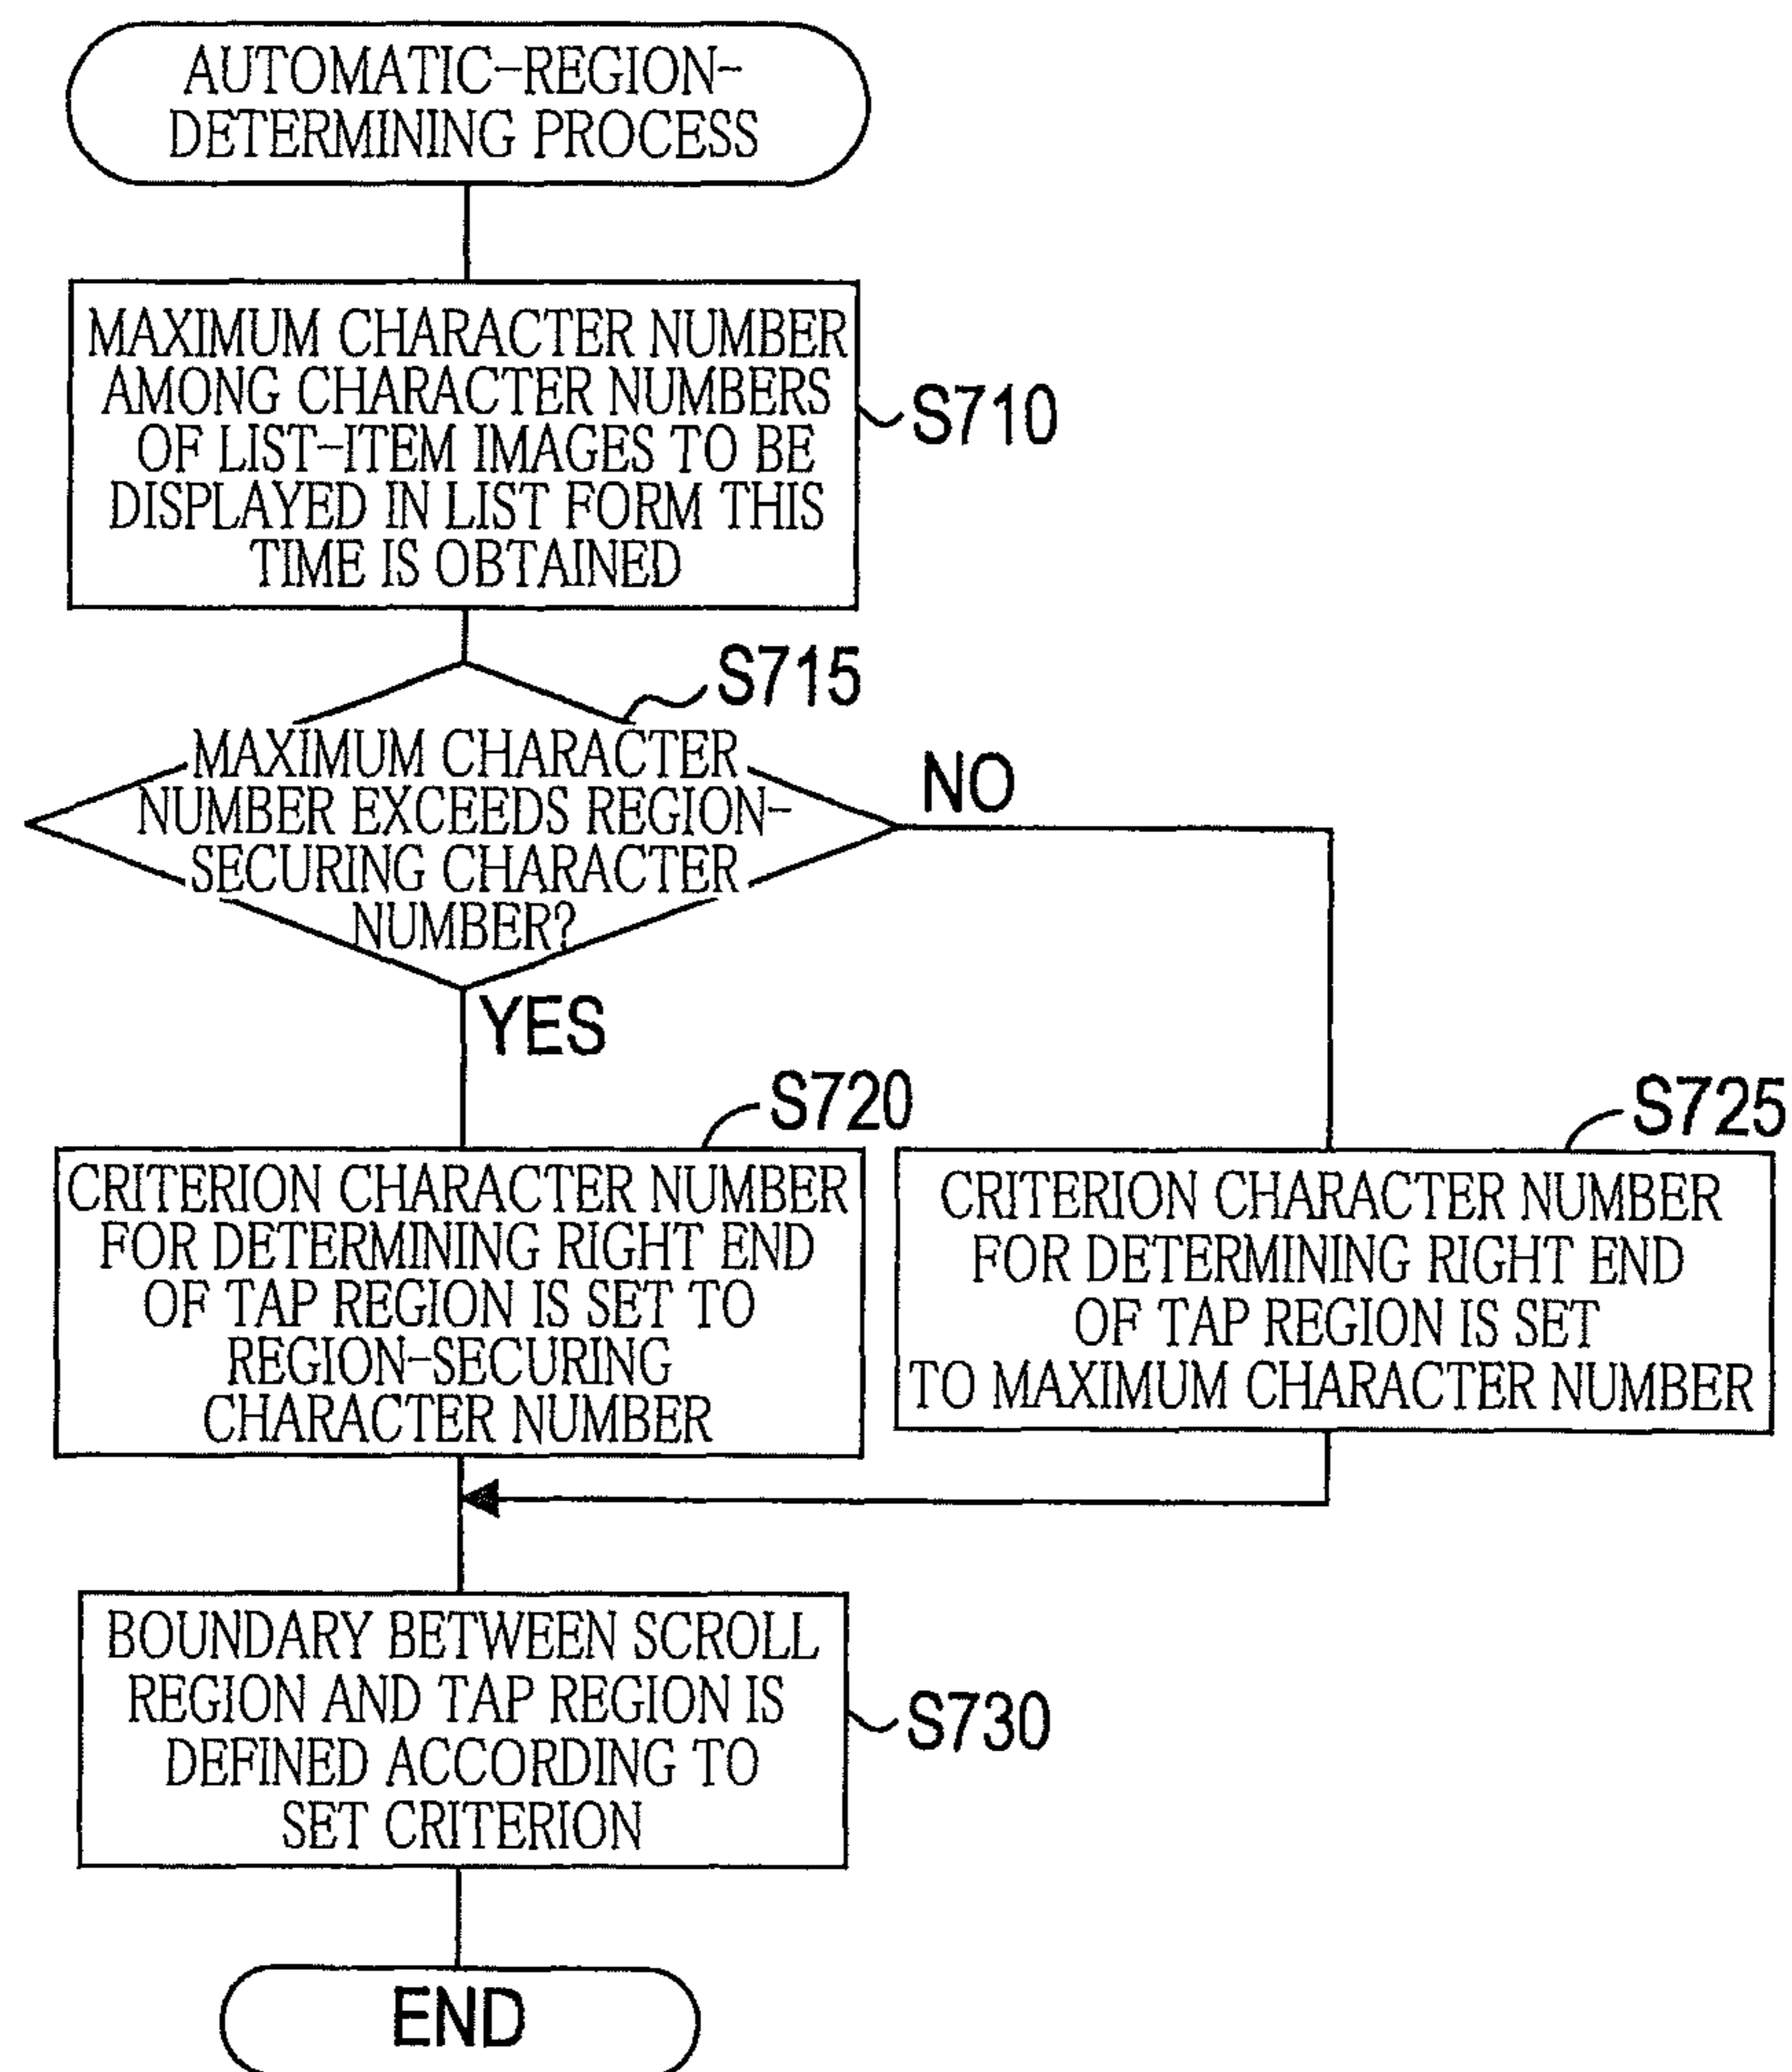 AUTOMATIC-REGION-
DETERMINING PROCESS
MAXIMUM CHARACTER NUMBER
AMONG CHARACTER NUMBERS
OF LIST-ITEM IMAGES TO BE
DISPLAYED IN LIST FORM THIS
TIME IS OBTAINED
S710
S715
MAXIMUM CHARACTER
NUMBER EXCEEDS REGION-
SECURING CHARACTER
NUMBER?
NO
YES
S720
CRITERION CHARACTER NUMBER
FOR DETERMINING RIGHT END
OF TAP REGION IS SET TO
REGION-SECURING
CHARACTER NUMBER
S725
CRITERION CHARACTER NUMBER
FOR DETERMINING RIGHT END
OF TAP REGION IS SET
TO MAXIMUM CHARACTER NUMBER
BOUNDARY BETWEEN SCROLL
REGION AND TAP REGION IS
DEFINED ACCORDING TO
SET CRITERION
S730
END